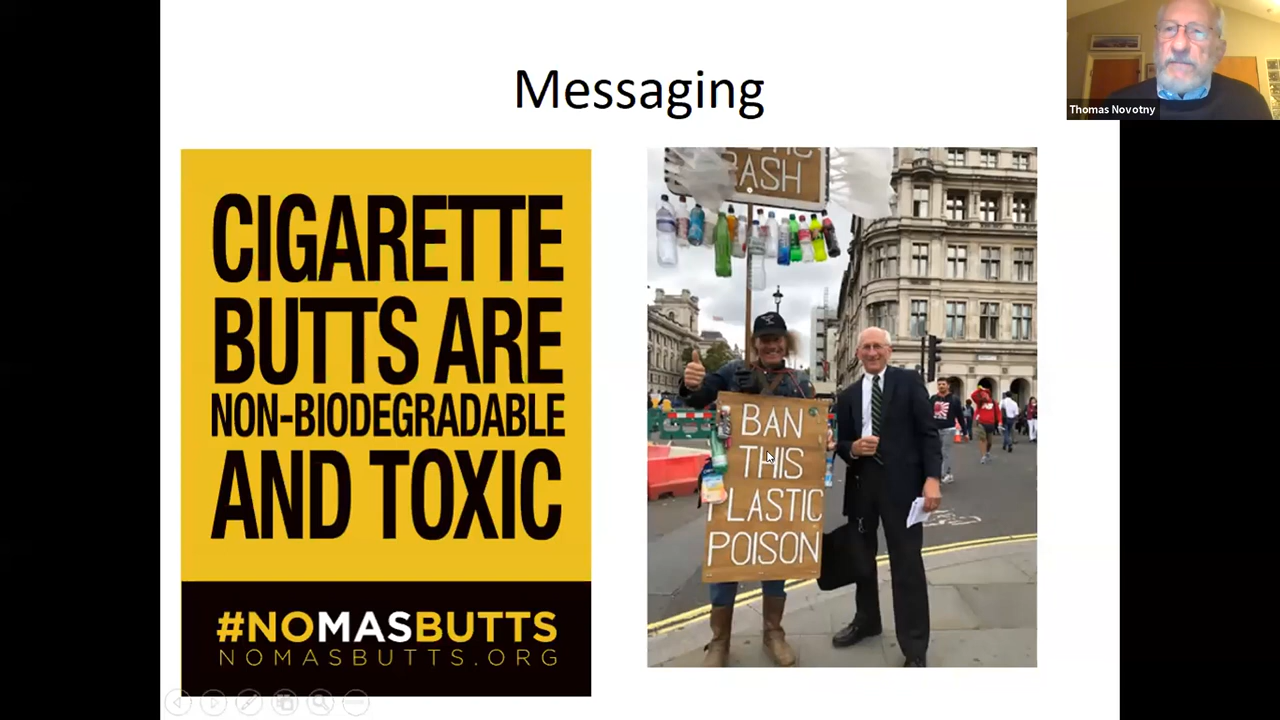 Messaging
Thomas Novotny
CIGARETTE
BUTTS ARE
NON-BIODEGRADABLE
AND TOXIC
#NOMASBUTTS
NOMASBUTTS.ORG
BAN
THIS
PLASTIC
POISON